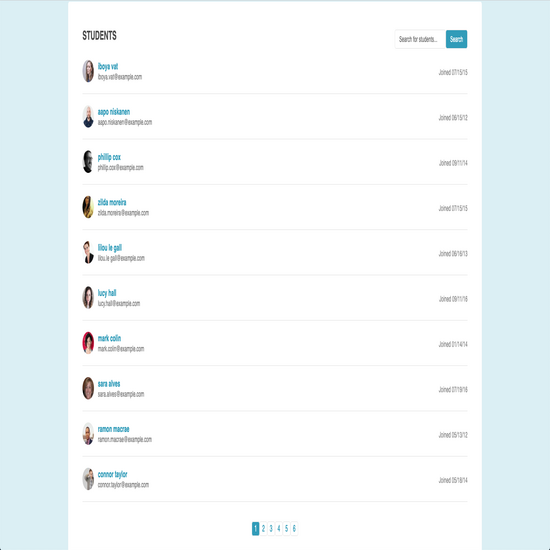 STUDENTS
Search for students...
Search
iboya vat
iboya.vat@example.com
Joined 07/15/15
aapo niskanen
aapo.niskanen@example.com
Joined 06/15/12
phillip cox
phillip.cox@example.com
Joined 09/11/14
zilda moreira
zilda.moreira@example.com
Joined 07/15/15
lilou le gall
lilou.le gall@example.com
Joined 06/16/13
lucy hall
lucy.hall@example.com
Joined 09/11/16
mark colin
mark.colin@example.com
Joined 01/14/14
sara alves
sara.alves@example.com
Joined 07/19/16
ramon macrae
ramon.macrae@example.com
Joined 05/13/12
connor taylor
connor.taylor@example.com
Joined 05/16/14
1 2 3 4 5 6